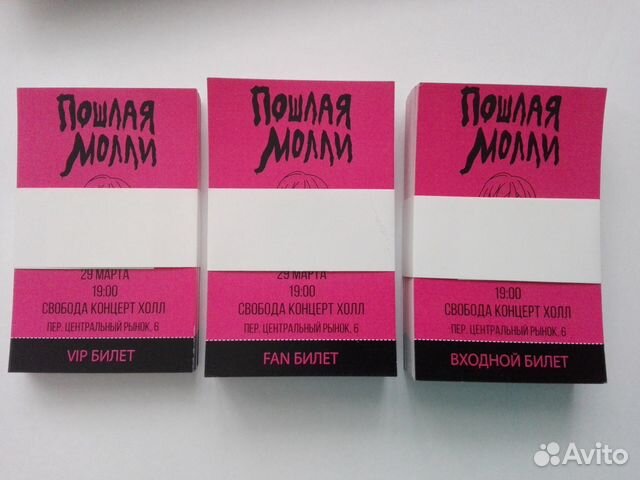 ПОШЛАЯ
МОЛЛИ
29 МАРТА
19:00
СВОБОДА КОНЦЕРТ ХОЛЛ
ПЕР. ЦЕНТРАЛЬНЫЙ РЫНОК, 6
VIP БИЛЕТ
ПОШЛАЯ
МОЛЛИ
29 МАРТА
19:00
СВОБОДА КОНЦЕРТ ХОЛЛ
ПЕР. ЦЕНТРАЛЬНЫЙ РЫНОК, 6
FAN БИЛЕТ
ПОШЛАЯ
МОЛЛИ
19:00
СВОБОДА КОНЦЕРТ ХОЛЛ
ПЕР. ЦЕНТРАЛЬНЫЙ РЫНОК, 6
ВХОДНОЙ БИЛЕТ
Avito